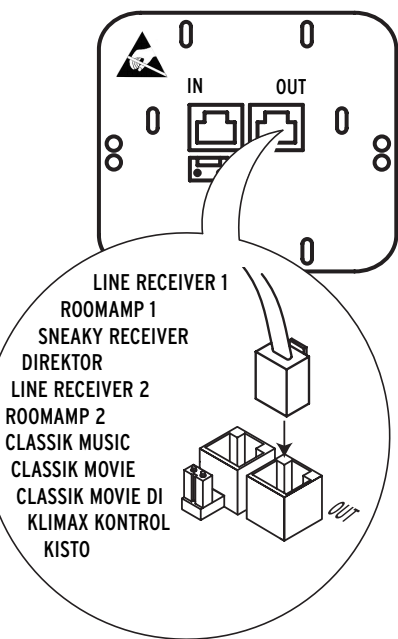 IN OUT
LINE RECEIVER 1
ROOMAMP 1
SNEAKY RECEIVER
DIREKTOR
LINE RECEIVER 2
ROOMAMP 2
CLASSIK MUSIC
CLASSIK MOVIE
CLASSIK MOVIE DI
KLIMAX KONTROL
KISTO
OUT